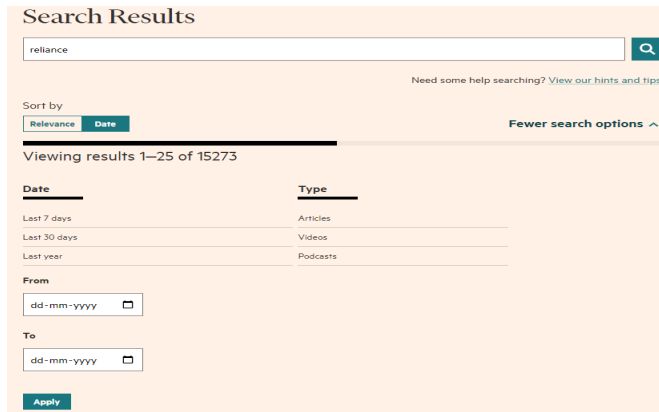 Search Results
reliance
Need some help searching? View our hints and tips
Sort by
Relevance Date
Fewer search options
Viewing results 1—25 of 15273
Date Type
Last 7 days Articles
Last 30 days Videos
Last year Podcasts
From
dd-mm-yyyy
To
dd-mm-yyyy
Apply